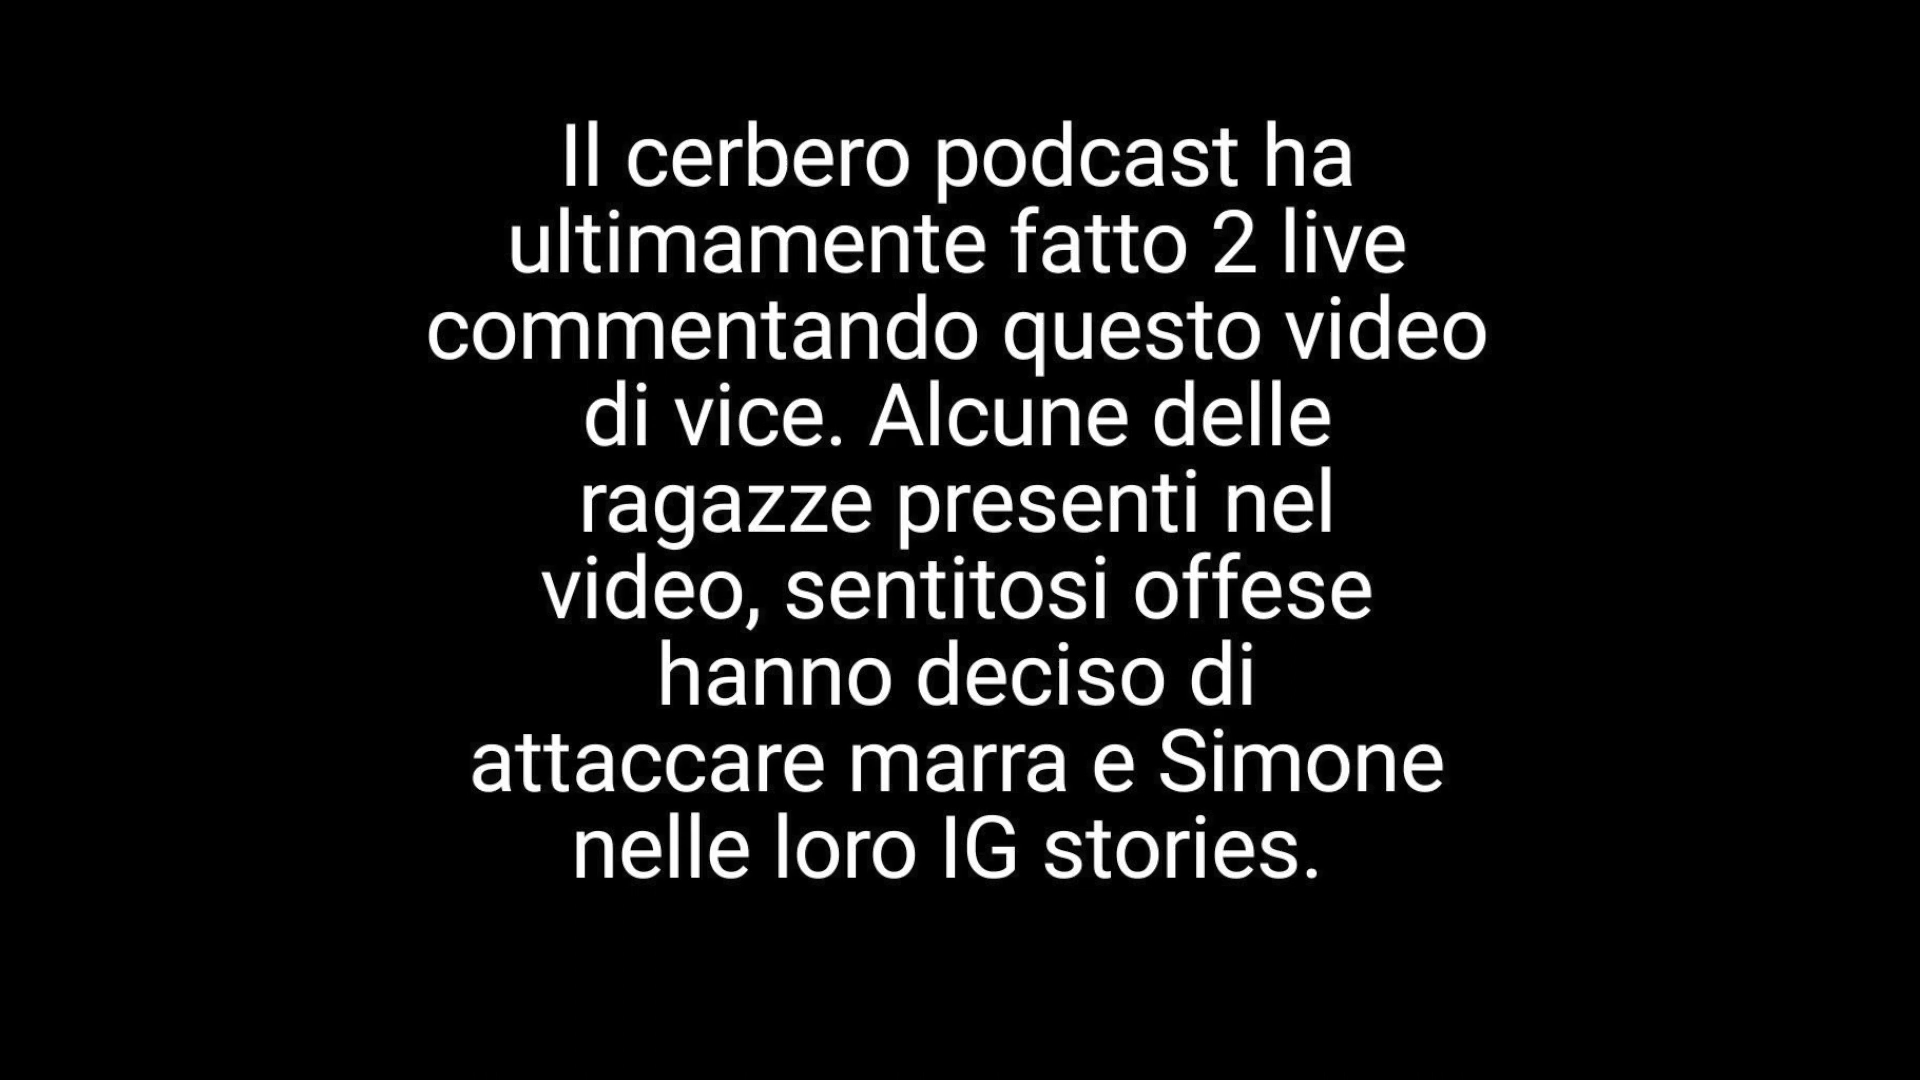 Il cerbero podcast ha
ultimamente fatto 2 live
commentando questo video
di vice. Alcune delle
ragazze presenti nel
video, sentitosi offese
hanno deciso di
attaccare marra e Simone
nelle loro IG stories.